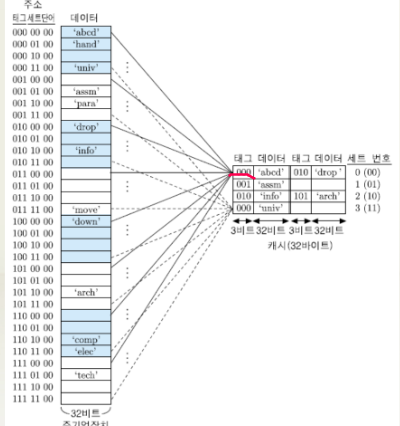 주소
태그 세트 단어 데이터
000 00 00 'abcd'
000 01 00 'hand'
000 10 00
000 11 00 'univ'
001 00 00
001 01 00 'assm'
001 10 00 'para'
001 11 00
010 00 00 'drop'
010 01 00
010 10 00 'info'
010 11 00
011 00 00
011 01 00
011 10 00
011 11 00 'move'
100 00 00 'down'
100 01 00
100 10 00
100 11 00
101 00 00
101 01 00
101 10 00 'arch'
101 11 00
110 00 00
110 01 00
110 10 00 'comp'
110 11 00 'elec'
111 00 00
111 01 00 'tech'
111 10 00
111 11 00
32비트
주기억장치
태그 데이터 태그 데이터 세트 번호
000 'abcd' 010 'drop' 0 (00)
001 'assm' 1 (01)
010 'info' 101 'arch' 2 (10)
000 'univ' 3 (11)
3비트 32비트 3비트 32비트
캐시(32바이트)